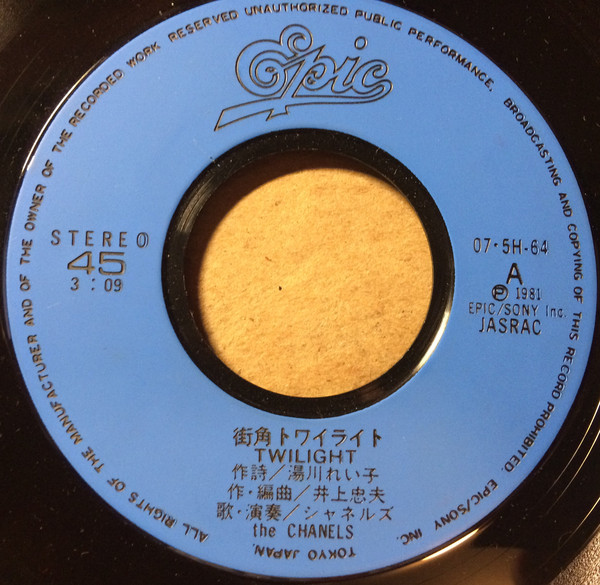 ALL RIGHTS OF THE MANUFACTURER AND OF THE OWNER OF THE RECORDED WORK RESERVED UNAUTHORIZED PUBLIC PERFORMANCE, BROADCASTING AND COPYING OF THIS RECORD PROHIBITED. EPIC/SONY INC. TOKYO JAPAN.
Epic
STEREO
45
3:09
07・5H-64
A
Ⓟ 1981
EPIC/SONY Inc.
JASRAC
街角トワイライト
TWILIGHT
作詩/湯川れい子
作・編曲/井上忠夫
歌・演奏/シャネルズ
the CHANELS